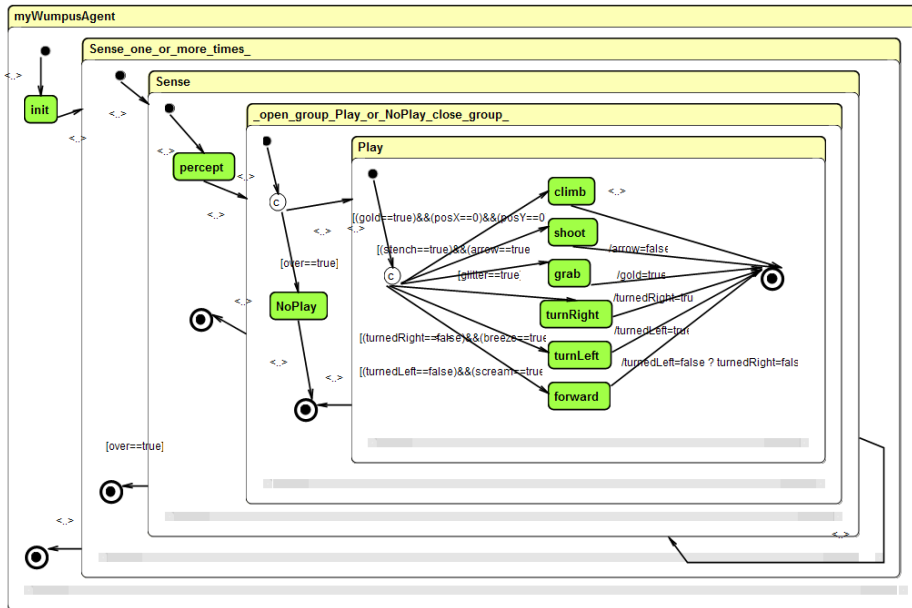 myWumpusAgent
Sense_one_or_more_times_
<..>
Sense
init
<..>
<..>
_open_group_Play_or_NoPlay_close_group_
percept
<..>
<..>
<..>
Play
c
<..>
<..>
[over==true]
NoPlay
<..>
<..>
<..>
climb
<..>
[(gold==true)&&(posX==0)&&(posY==0
shoot
[(stench==true)&&(arrow==true
/arrow=false
c
grab
[glitter==true]
/gold=true
turnRight
/turnedRight=tru
[(turnedRight==false)&&(breeze==true
/turnedLeft=true
turnLeft
[(turnedLeft==false)&&(scream==true
/turnedLeft=false ? turnedRight=fals
forward
[over==true]
<..>
<..>